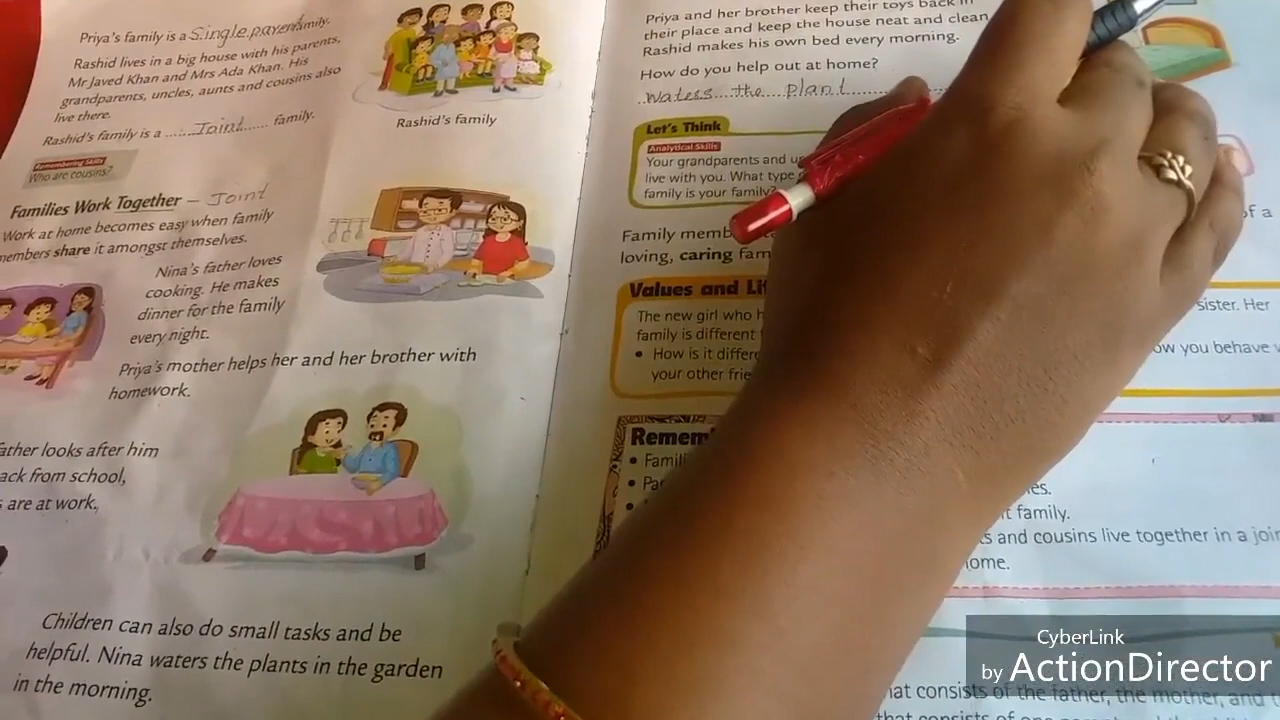 Priya's family is a Single parent family.
Rashid lives in a big house with his parents,
Mr Javed Khan and Mrs Ada Khan. His
grandparents, uncles, aunts and cousins also
live there.
Rashid's family is a ...... Joint ........ family.
Rashid's family
Remembering Skills
Who are cousins?
Families Work Together – Joint
Work at home becomes easy when family
members share it amongst themselves.
Nina's father loves
cooking. He makes
dinner for the family
every night.
Priya's mother helps her and her brother with
homework.
ather looks after him
ack from school,
s are at work.
Children can also do small tasks and be
helpful. Nina waters the plants in the garden
in the morning.
Priya and her brother keep their toys back in
their place and keep the house neat and clean
Rashid makes his own bed every morning.
How do you help out at home?
waters the plant
Let's Think
Analytical Skills
Your grandparents and u
live with you. What type
family is your family?
of a
Family memb
loving, caring fam
Values and Li
The new girl who h
sister. Her
family is different
How is it differe
ow you behave
your other frie
Remem
• Famili
• Pa
es.
t family.
s and cousins live together in a joi
ome.
hat consists of the father, the mother, and
that consists of one parent
CyberLink
by ActionDirector